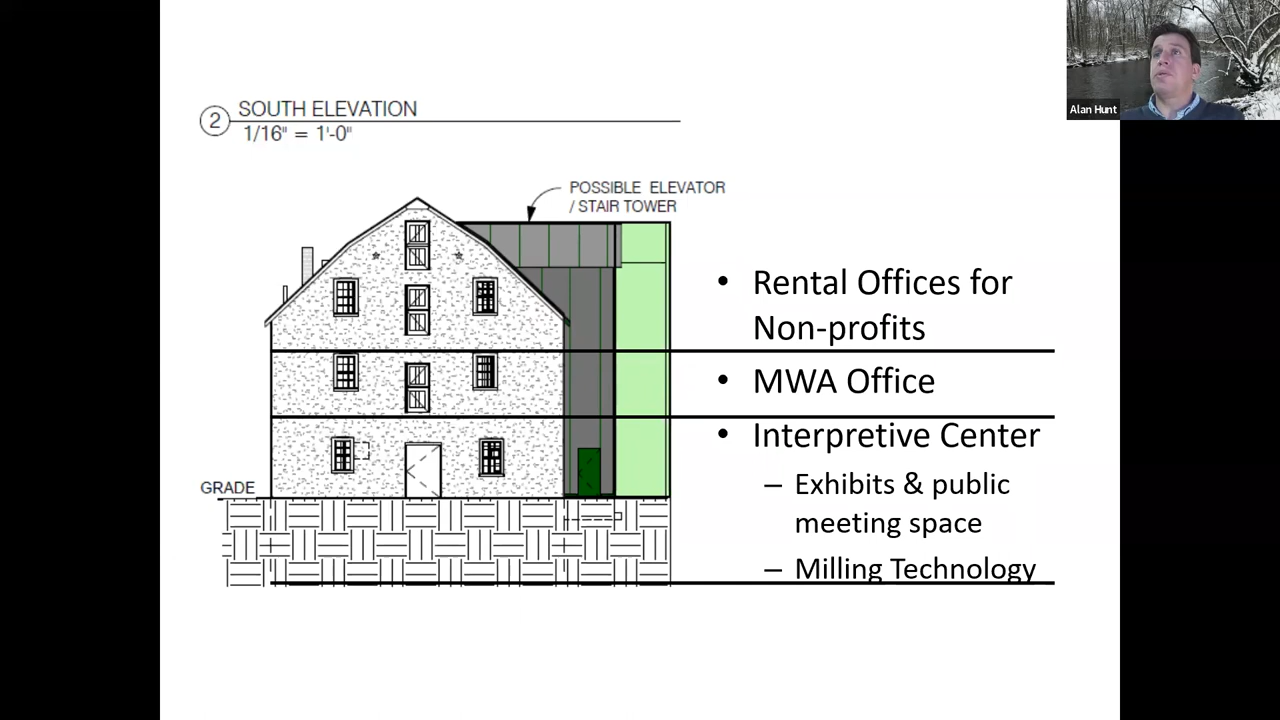 Alan Hunt
2
SOUTH ELEVATION
1/16" = 1'-0"
POSSIBLE ELEVATOR
/ STAIR TOWER
• Rental Offices for
Non-profits
• MWA Office
• Interpretive Center
GRADE
– Exhibits & public
meeting space
– Milling Technology